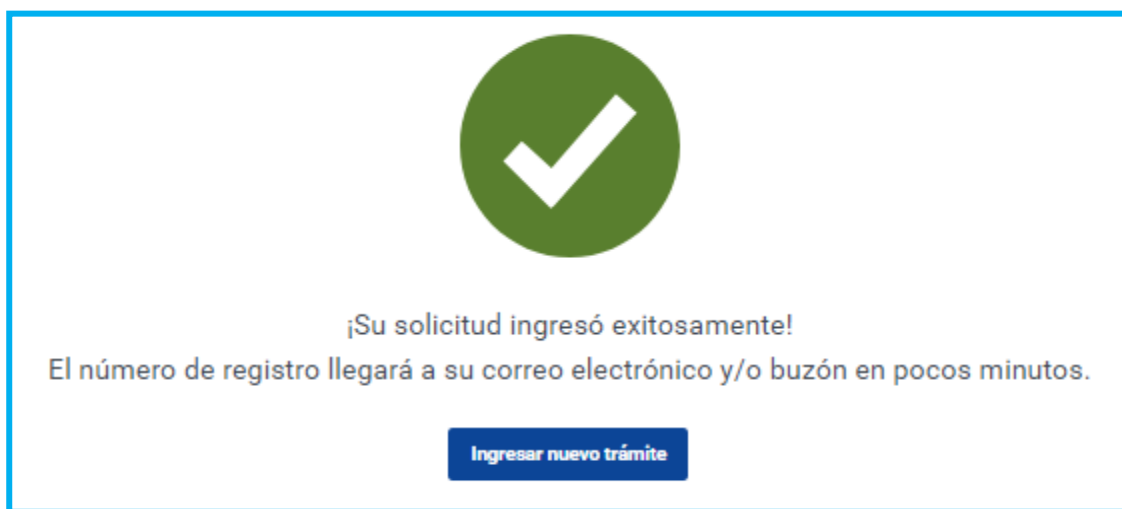 ¡Su solicitud ingresó exitosamente!
El número de registro llegará a su correo electrónico y/o buzón en pocos minutos.
Ingresar nuevo trámite